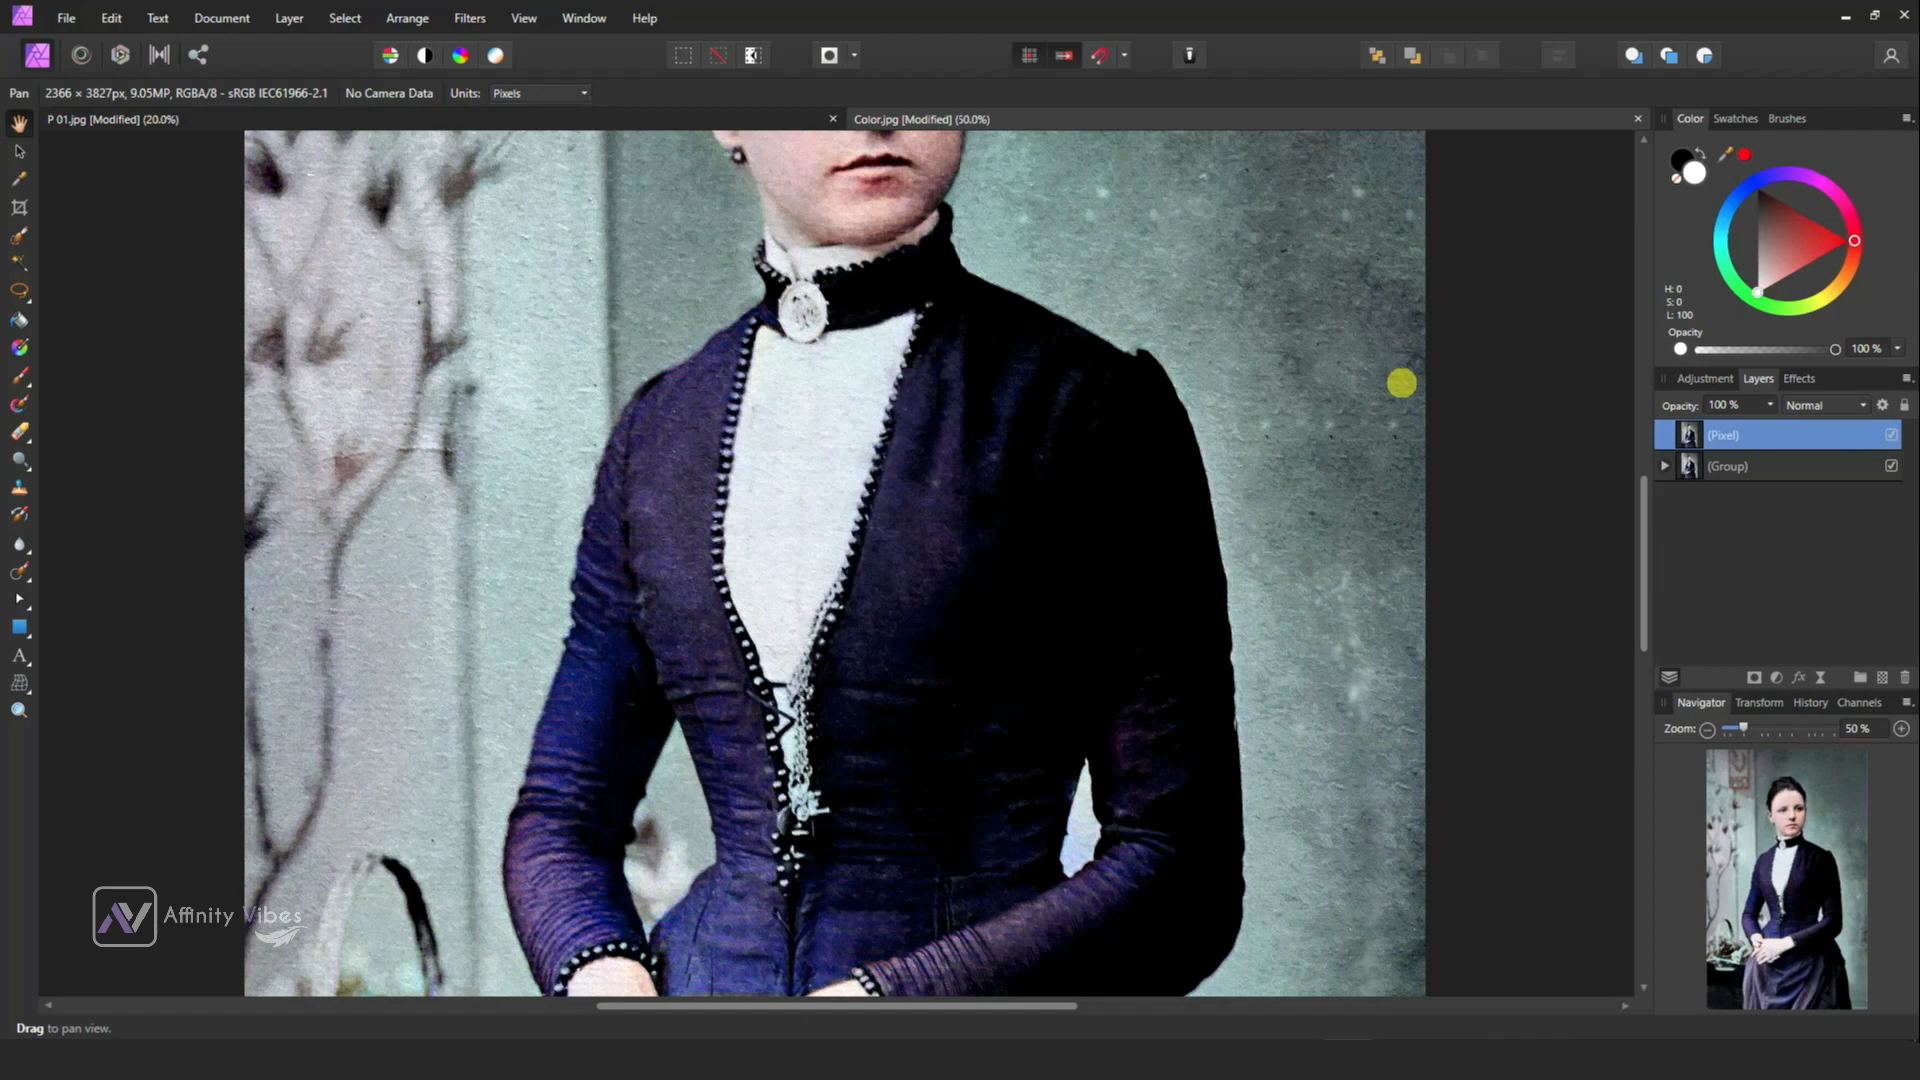 File Edit Text Document Layer Select Arrange Filters View Window Help
Pan 2366 × 3827px, 9.05MP, RGBA/8 - sRGB IEC61966-2.1 No Camera Data Units: Pixels
P 01.jpg [Modified] (20.0%) Color.jpg [Modified] (50.0%)
Color Swatches Brushes
H: 0
S: 0
L: 100
Opacity
100 %
Adjustment Layers Effects
Opacity: 100 % Normal
(Pixel)
(Group)
Navigator Transform History Channels
Zoom: 50 %
AV Affinity Vibes
Drag to pan view.